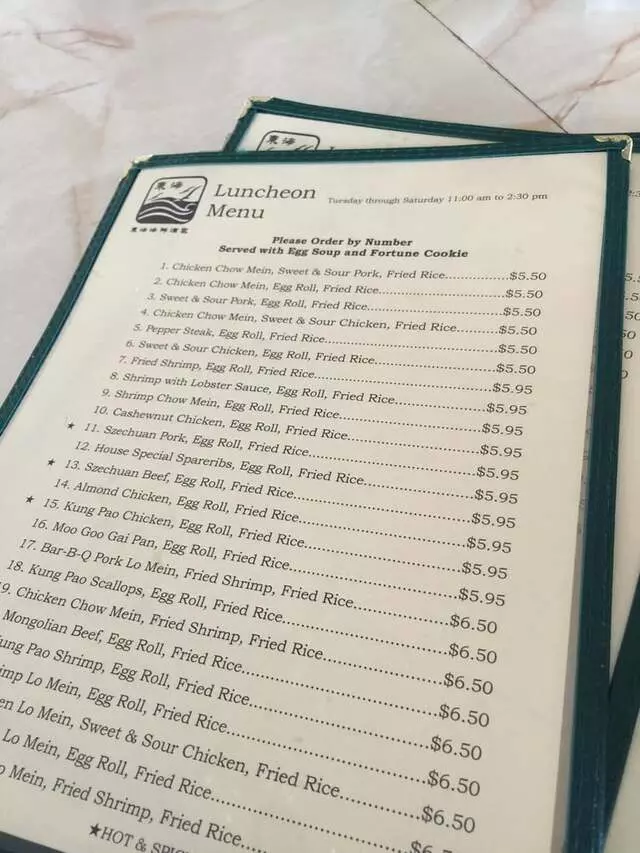 東海
Luncheon
Menu
Tuesday through Saturday 11:00 am to 2:30 pm
東海海鮮酒家
Please Order by Number
Served with Egg Soup and Fortune Cookie
1. Chicken Chow Mein, Sweet & Sour Pork, Fried Rice..............$5.50
2. Chicken Chow Mein, Egg Roll, Fried Rice..............$5.50
3. Sweet & Sour Pork, Egg Roll, Fried Rice..............$5.50
4. Chicken Chow Mein, Sweet & Sour Chicken, Fried Rice..............$5.50
5. Pepper Steak, Egg Roll, Fried Rice..............$5.50
6. Sweet & Sour Chicken, Egg Roll, Fried Rice..............$5.50
7. Fried Shrimp, Egg Roll, Fried Rice..............$5.95
8. Shrimp with Lobster Sauce, Egg Roll, Fried Rice..............$5.95
9. Shrimp Chow Mein, Egg Roll, Fried Rice..............$5.95
10. Cashewnut Chicken, Egg Roll, Fried Rice..............$5.95
★ 11. Szechuan Pork, Egg Roll, Fried Rice..............$5.95
12. House Special Spareribs, Egg Roll, Fried Rice..............$5.95
★ 13. Szechuan Beef, Egg Roll, Fried Rice..............$5.95
14. Almond Chicken, Egg Roll, Fried Rice..............$5.95
★ 15. Kung Pao Chicken, Egg Roll, Fried Rice..............$5.95
16. Moo Goo Gai Pan, Egg Roll, Fried Rice..............$5.95
17. Bar-B-Q Pork Lo Mein, Fried Shrimp, Fried Rice..............$6.50
18. Kung Pao Scallops, Egg Roll, Fried Rice..............$6.50
9. Chicken Chow Mein, Fried Shrimp, Fried Rice..............$6.50
Mongolian Beef, Egg Roll, Fried Rice..............$6.50
ung Pao Shrimp, Egg Roll, Fried Rice..............$6.50
imp Lo Mein, Egg Roll, Fried Rice..............$6.50
en Lo Mein, Sweet & Sour Chicken, Fried Rice..............$6.50
Lo Mein, Egg Roll, Fried Rice..............
o Mein, Fried Shrimp, Fried Rice..............
★HOT &